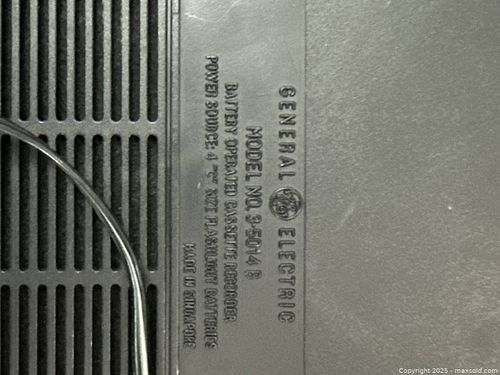 GENERAL GE ELECTRIC
MODEL NO. 3-5014 B
BATTERY OPERATED CASSETTE RECORDER
POWER SOURCE: 4 "C" SIZE FLASHLIGHT BATTERIES
MADE IN SINGAPORE
Copyright 2025 - maxsold.com